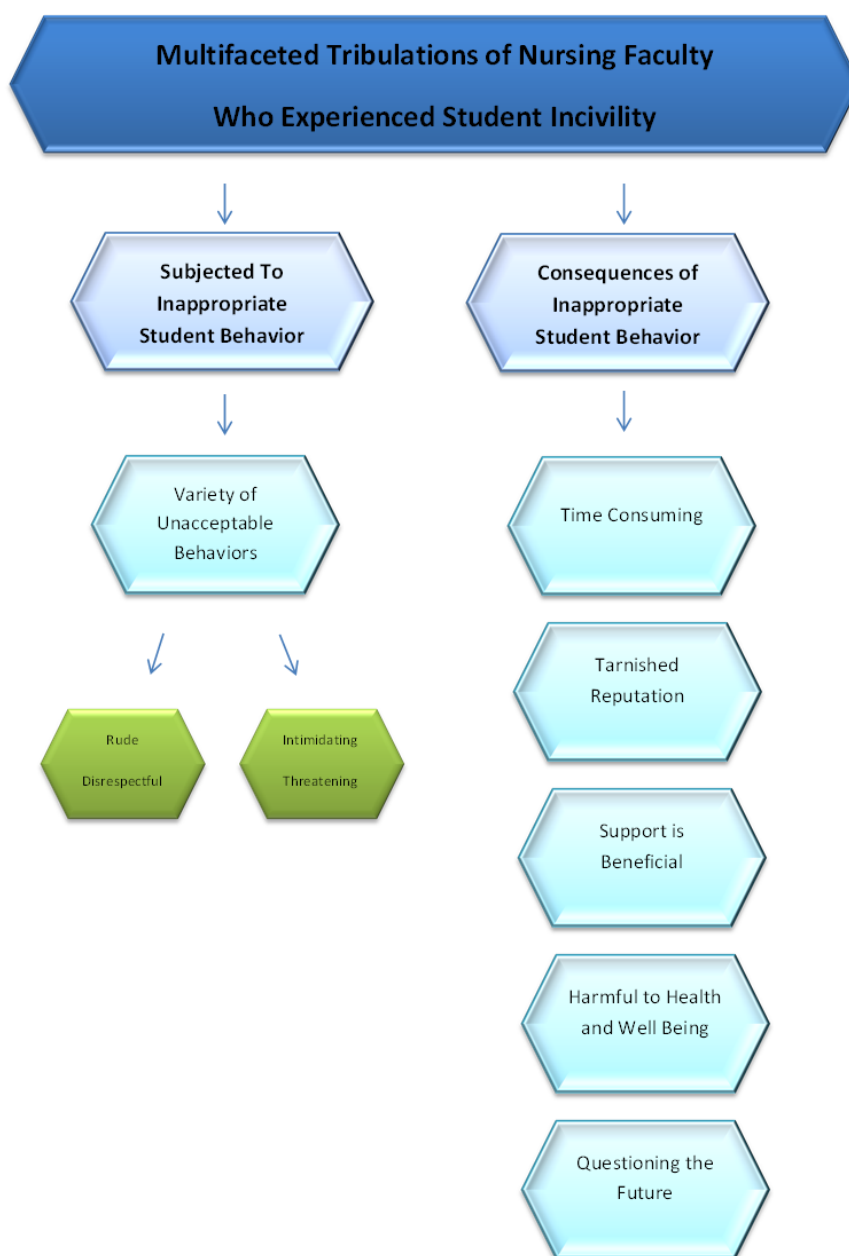 Multifaceted Tribulations of Nursing Faculty
Who Experienced Student Incivility
Subjected To
Inappropriate
Student Behavior
Consequences of
Inappropriate
Student Behavior
Variety of
Unacceptable
Behaviors
Time Consuming
Rude
Disrespectful
Intimidating
Threatening
Tarnished
Reputation
Support is
Beneficial
Harmful to Health
and Well Being
Questioning the
Future